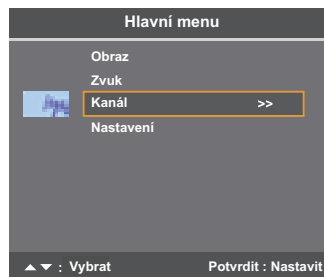 Hlavní menu
Obraz
Zvuk
Kanál >>
Nastavení
▲▼ : Vybrat Potvrdit : Nastavit